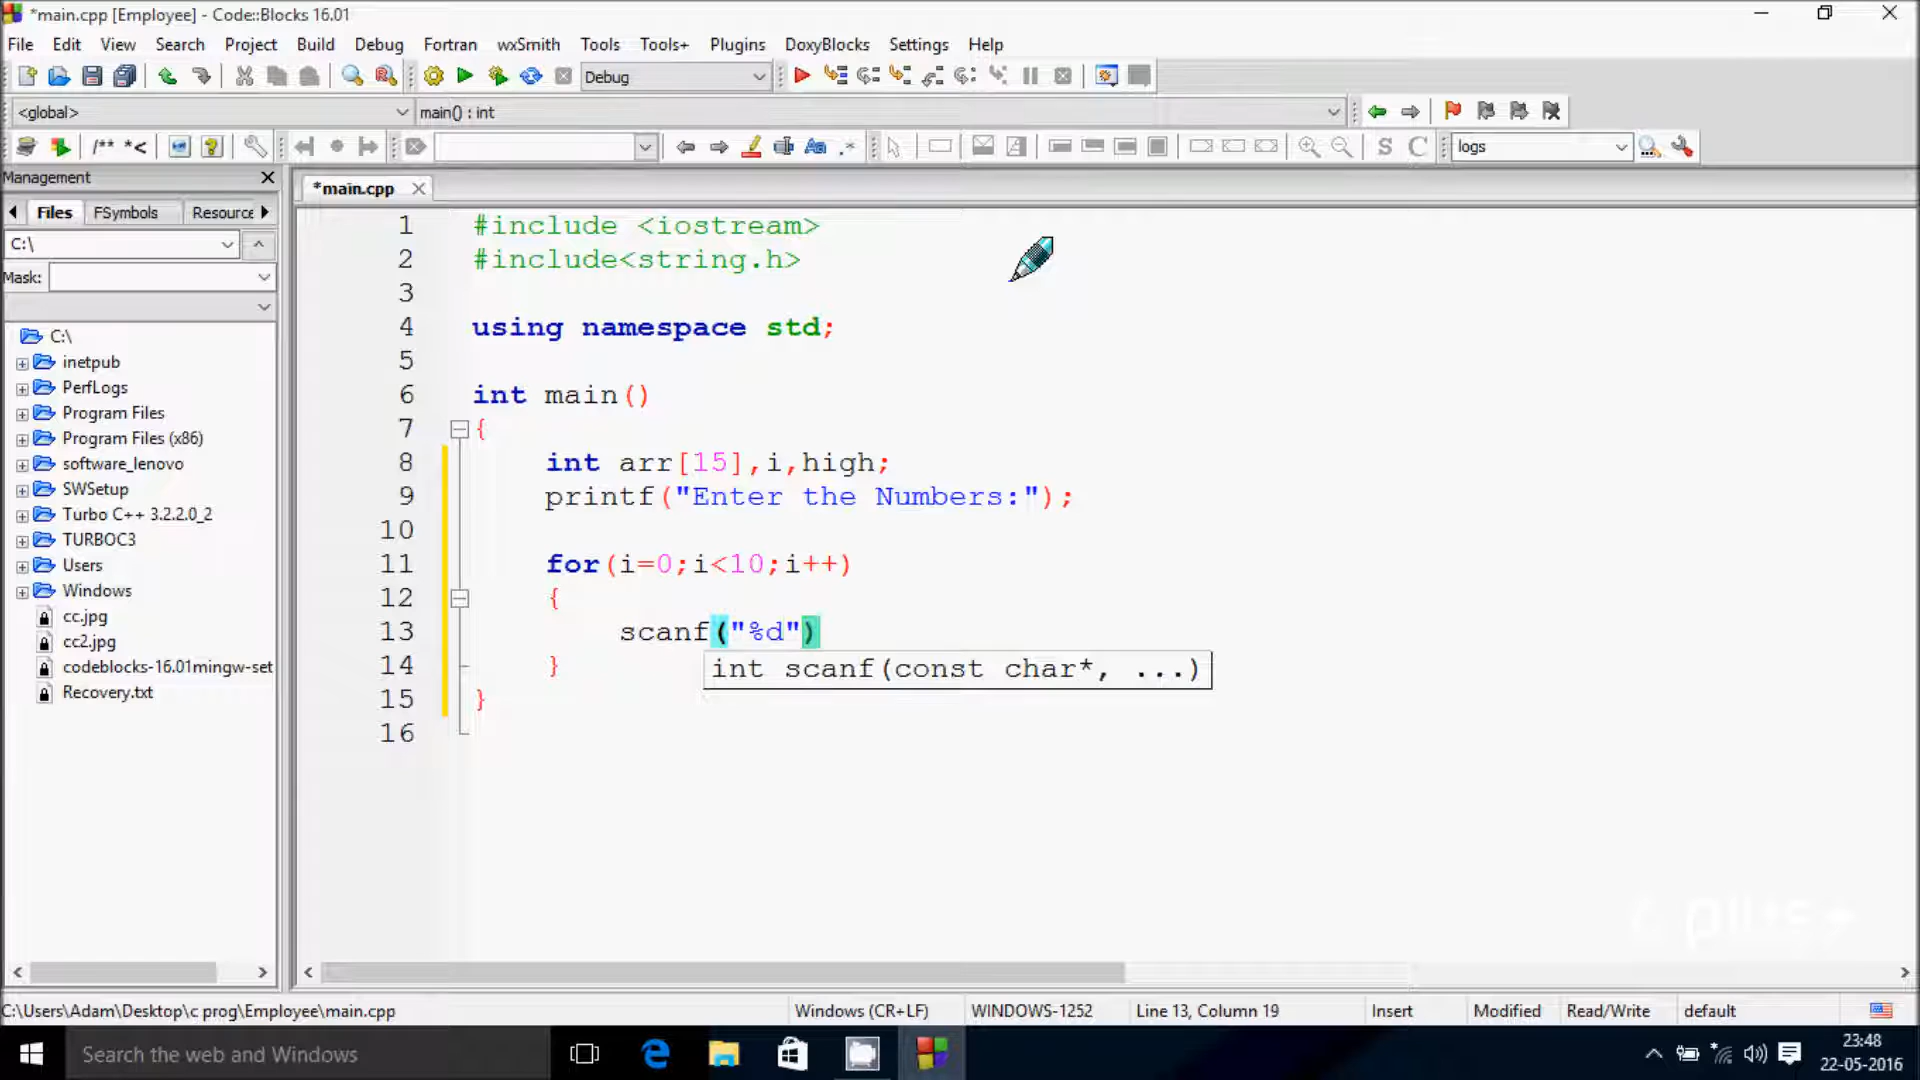 *main.cpp [Employee] - Code::Blocks 16.01
File Edit View Search Project Build Debug Fortran wxSmith Tools Tools+ Plugins DoxyBlocks Settings Help
Debug
<global> main() : int
/** *< Aa .* S C logs
Management
Files FSymbols Resource
*main.cpp
C:\
Mask:
C:\
inetpub
PerfLogs
Program Files
Program Files (x86)
software_lenovo
SWSetup
Turbo C++ 3.2.2.0_2
TURBOC3
Users
Windows
cc.jpg
cc2.jpg
codeblocks-16.01mingw-set
Recovery.txt
1 #include <iostream>
2 #include<string.h>
3
4 using namespace std;
5
6 int main()
7 {
8 int arr[15],i,high;
9 printf("Enter the Numbers:");
10
11 for(i=0;i<10;i++)
12 {
13 scanf("%d")
int scanf(const char*, ...)
14 }
15 }
16
C:\Users\Adam\Desktop\c prog\Employee\main.cpp Windows (CR+LF) WINDOWS-1252 Line 13, Column 19 Insert Modified Read/Write default
Search the web and Windows
23:48
22-05-2016